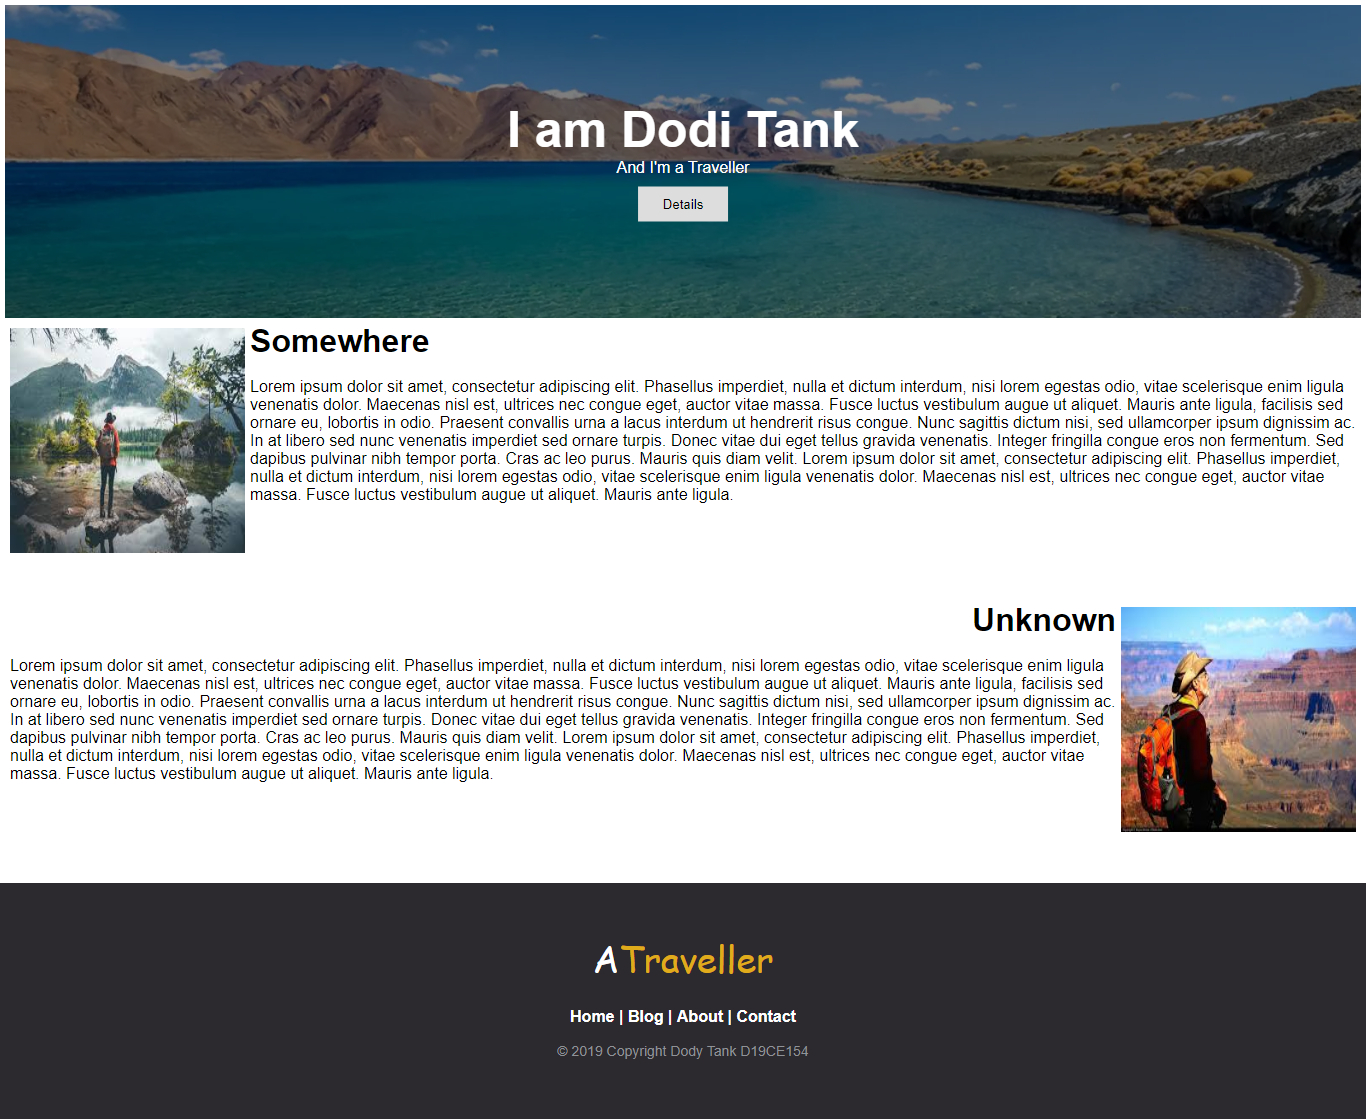 I am Dodi Tank
And I'm a Traveller
Details
Somewhere
Lorem ipsum dolor sit amet, consectetur adipiscing elit. Phasellus imperdiet, nulla et dictum interdum, nisi lorem egestas odio, vitae scelerisque enim ligula
venenatis dolor. Maecenas nisl est, ultrices nec congue eget, auctor vitae massa. Fusce luctus vestibulum augue ut aliquet. Mauris ante ligula, facilisis sed
ornare eu, lobortis in odio. Praesent convallis urna a lacus interdum ut hendrerit risus congue. Nunc sagittis dictum nisi, sed ullamcorper ipsum dignissim ac.
In at libero sed nunc venenatis imperdiet sed ornare turpis. Donec vitae dui eget tellus gravida venenatis. Integer fringilla congue eros non fermentum. Sed
dapibus pulvinar nibh tempor porta. Cras ac leo purus. Mauris quis diam velit. Lorem ipsum dolor sit amet, consectetur adipiscing elit. Phasellus imperdiet,
nulla et dictum interdum, nisi lorem egestas odio, vitae scelerisque enim ligula venenatis dolor. Maecenas nisl est, ultrices nec congue eget, auctor vitae
massa. Fusce luctus vestibulum augue ut aliquet. Mauris ante ligula.
Unknown
Lorem ipsum dolor sit amet, consectetur adipiscing elit. Phasellus imperdiet, nulla et dictum interdum, nisi lorem egestas odio, vitae scelerisque enim ligula
venenatis dolor. Maecenas nisl est, ultrices nec congue eget, auctor vitae massa. Fusce luctus vestibulum augue ut aliquet. Mauris ante ligula, facilisis sed
ornare eu, lobortis in odio. Praesent convallis urna a lacus interdum ut hendrerit risus congue. Nunc sagittis dictum nisi, sed ullamcorper ipsum dignissim ac.
In at libero sed nunc venenatis imperdiet sed ornare turpis. Donec vitae dui eget tellus gravida venenatis. Integer fringilla congue eros non fermentum. Sed
dapibus pulvinar nibh tempor porta. Cras ac leo purus. Mauris quis diam velit. Lorem ipsum dolor sit amet, consectetur adipiscing elit. Phasellus imperdiet,
nulla et dictum interdum, nisi lorem egestas odio, vitae scelerisque enim ligula venenatis dolor. Maecenas nisl est, ultrices nec congue eget, auctor vitae
massa. Fusce luctus vestibulum augue ut aliquet. Mauris ante ligula.
ATraveller
Home | Blog | About | Contact
© 2019 Copyright Dody Tank D19CE154